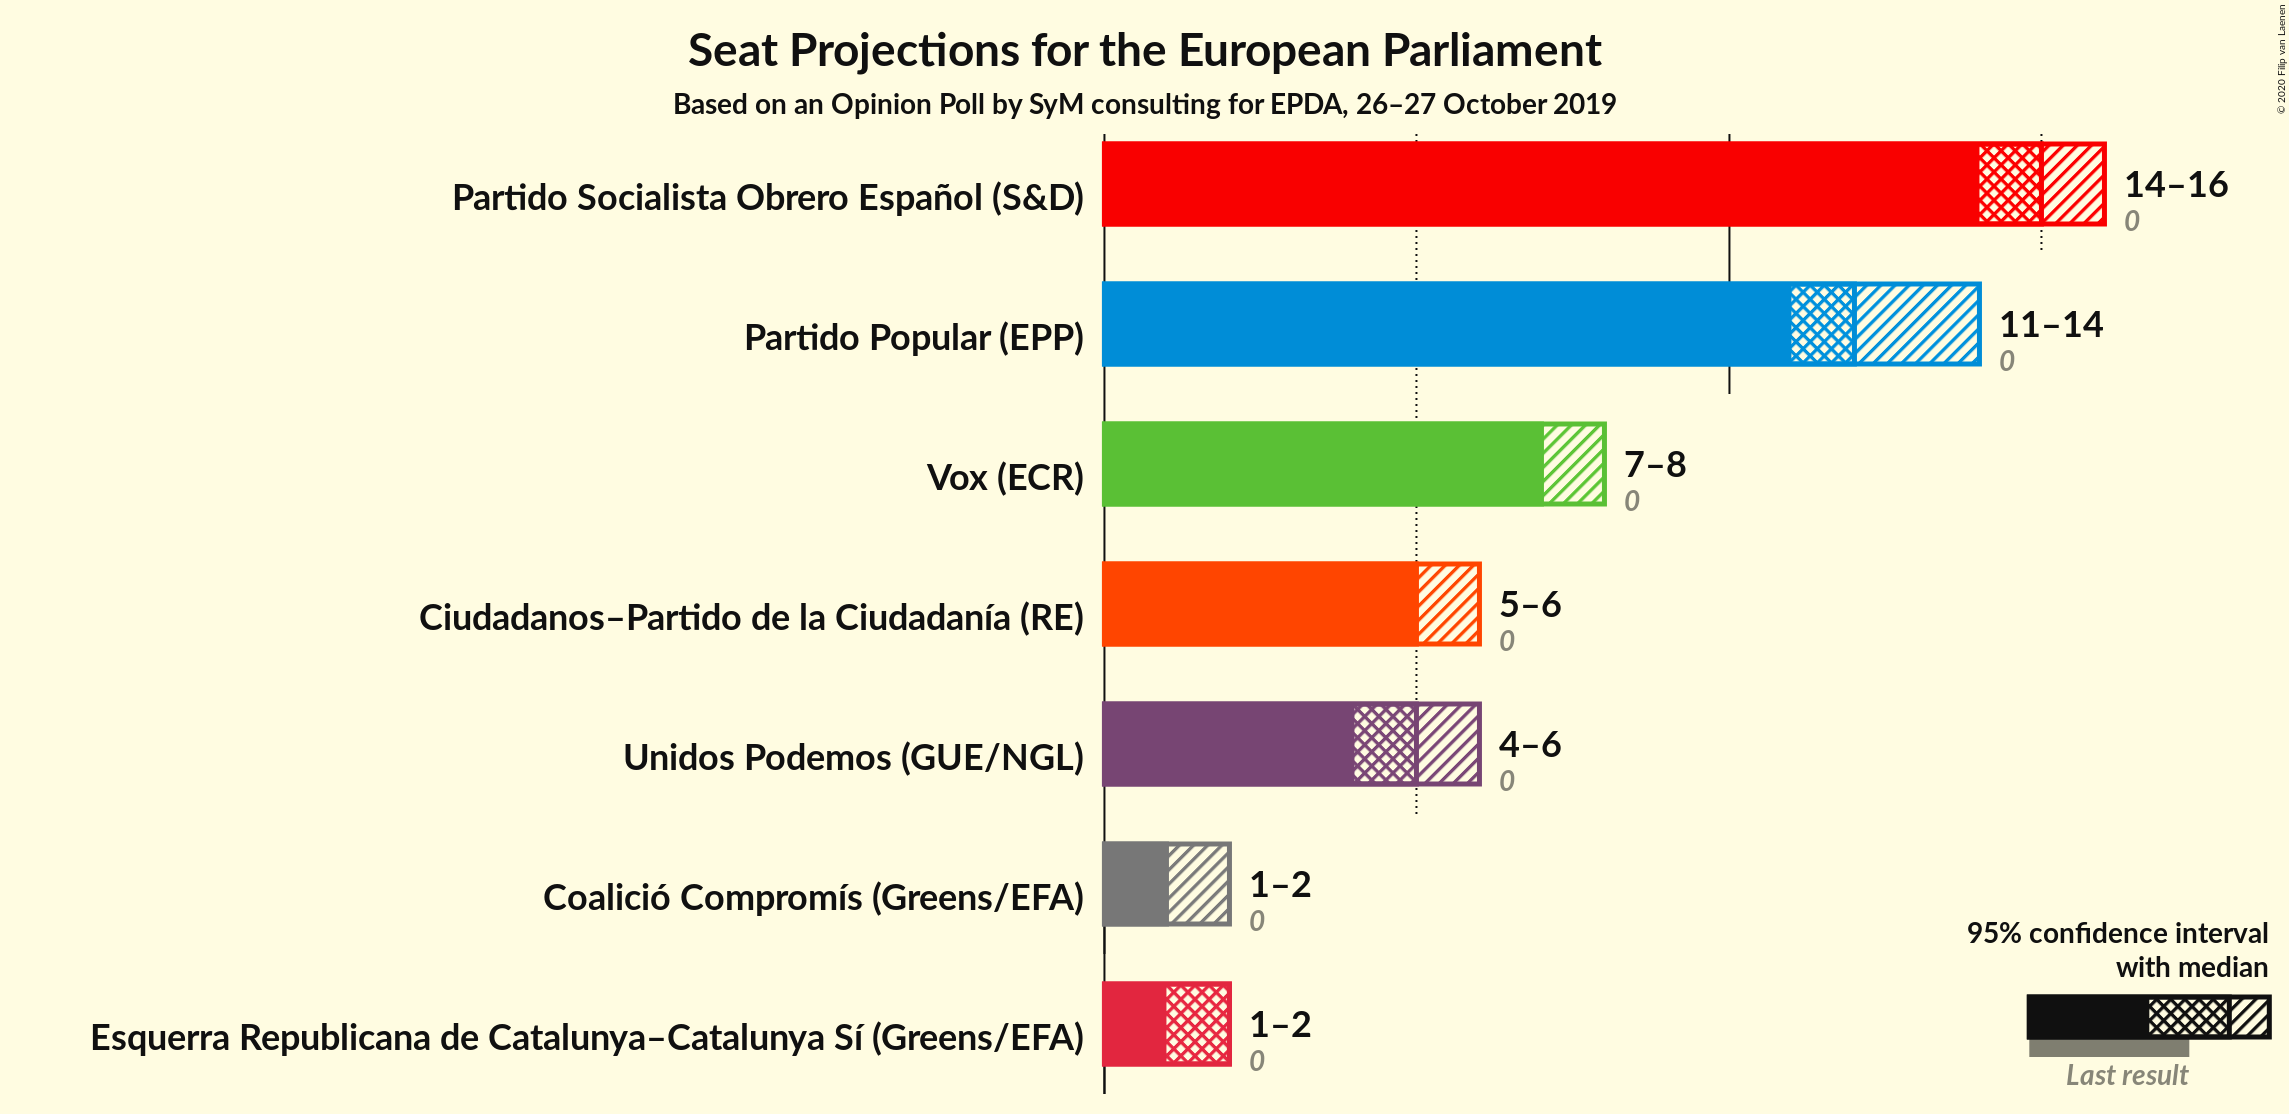 Seat Projections for the European Parliament
Based on an Opinion Poll by SyM consulting for EPDA, 26–27 October 2019
© 2020 Filip van Laenen
Partido Socialista Obrero Español (S&D)
14–16
0
Partido Popular (EPP)
11–14
0
Vox (ECR)
7–8
0
Ciudadanos–Partido de la Ciudadanía (RE)
5–6
0
Unidos Podemos (GUE/NGL)
4–6
0
Coalició Compromís (Greens/EFA)
1–2
0
Esquerra Republicana de Catalunya–Catalunya Sí (Greens/EFA)
1–2
0
95% confidence interval
with median
Last result